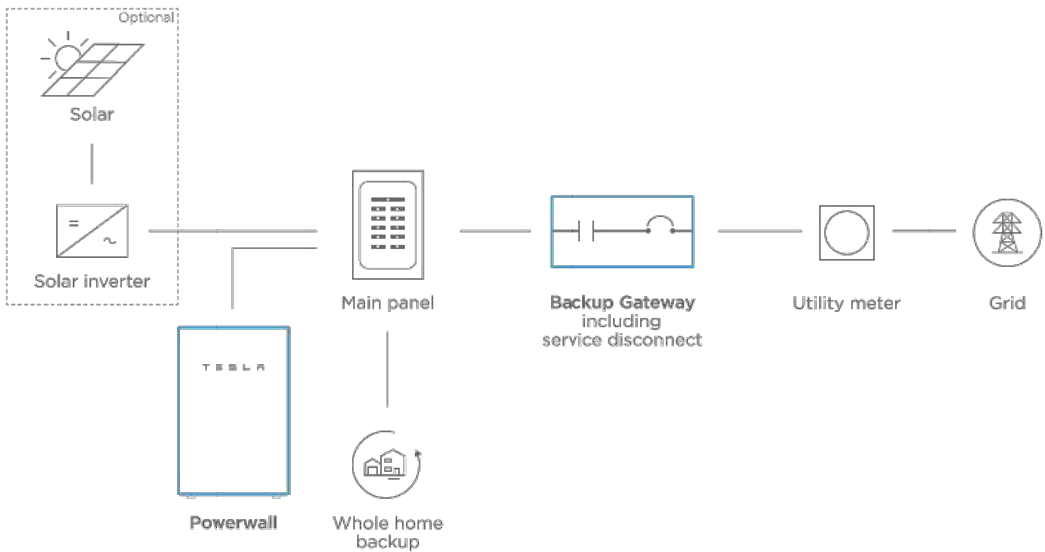 Optional
Solar
Solar inverter
Main panel
Backup Gateway
including
service disconnect
Utility meter
Grid
TESLA
Powerwall
Whole home
backup